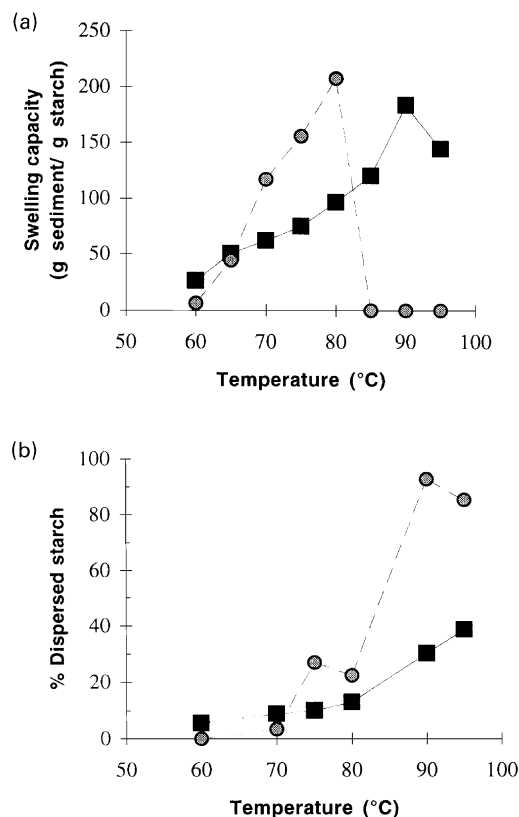 (a)
250
200
150
100
50
0
Swelling capacity
(g sediment/ g starch)
50 60 70 80 90 100
Temperature (°C)
(b)
100
80
60
40
20
0
% Dispersed starch
50 60 70 80 90 100
Temperature (°C)